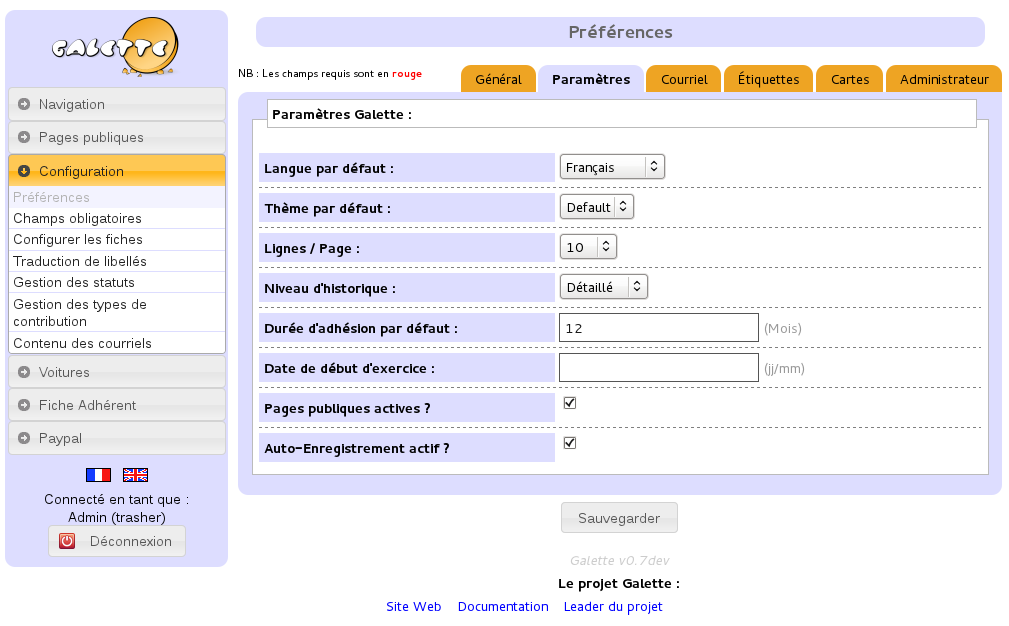 GALETTE
Navigation
Pages publiques
Configuration
Préférences
Champs obligatoires
Configurer les fiches
Traduction de libellés
Gestion des statuts
Gestion des types de
contribution
Contenu des courriels
Voitures
Fiche Adhérent
Paypal
Connecté en tant que :
Admin (trasher)
Déconnexion
Préférences
NB : Les champs requis sont en rouge
Général Paramètres Courriel Étiquettes Cartes Administrateur
Paramètres Galette :
Langue par défaut : Français
Thème par défaut : Default
Lignes / Page : 10
Niveau d'historique : Détaillé
Durée d'adhésion par défaut : 12 (Mois)
Date de début d'exercice : (jj/mm)
Pages publiques actives ?
Auto-Enregistrement actif ?
Sauvegarder
Galette v0.7dev
Le projet Galette :
Site Web Documentation Leader du projet